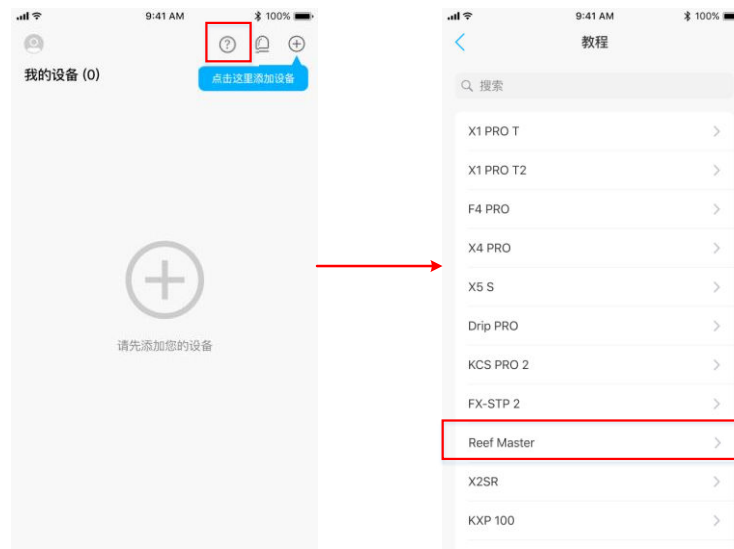 9:41 AM
100%
我的设备 (0)
点击这里添加设备
请先添加您的设备
9:41 AM
100%
教程
搜索
X1 PRO T
X1 PRO T2
F4 PRO
X4 PRO
X5 S
Drip PRO
KCS PRO 2
FX-STP 2
Reef Master
X2SR
KXP 100